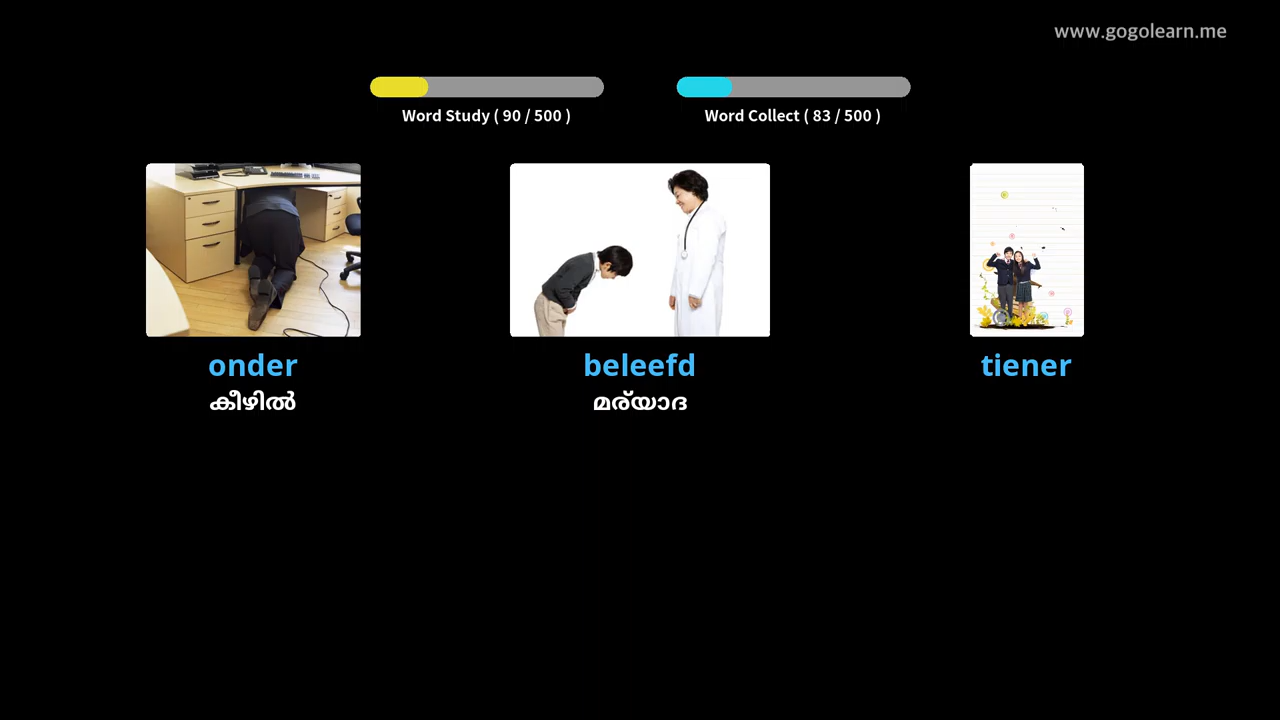 www.gogolearn.me
Word Study ( 90 / 500 )
Word Collect ( 83 / 500 )
onder
beleefd
tiener
കീഴിൽ
മര്യാദ